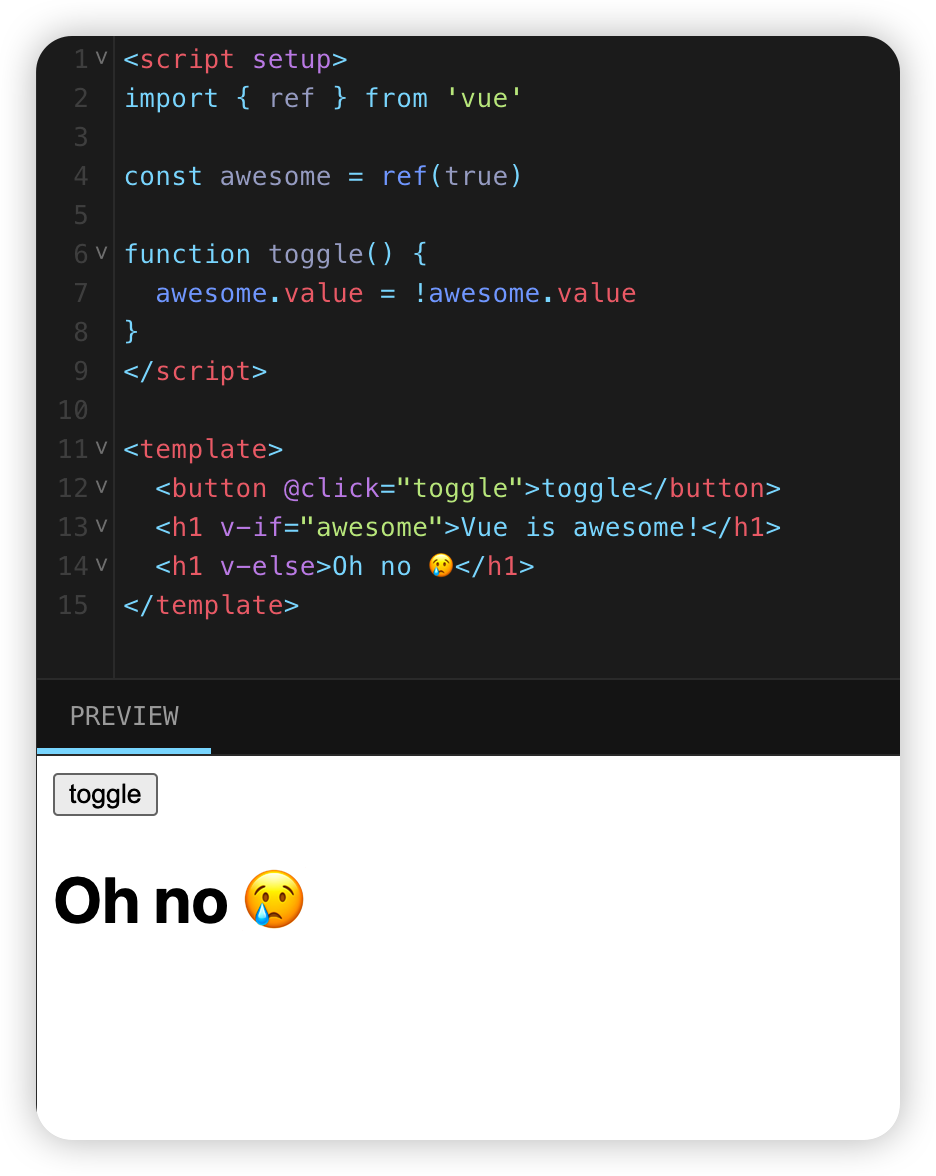 1 <script setup>
2 import { ref } from 'vue'
3
4 const awesome = ref(true)
5
6 function toggle() {
7   awesome.value = !awesome.value
8 }
9 </script>
10
11 <template>
12   <button @click="toggle">toggle</button>
13   <h1 v-if="awesome">Vue is awesome!</h1>
14   <h1 v-else>Oh no 😢</h1>
15 </template>
PREVIEW
toggle
Oh no 😢